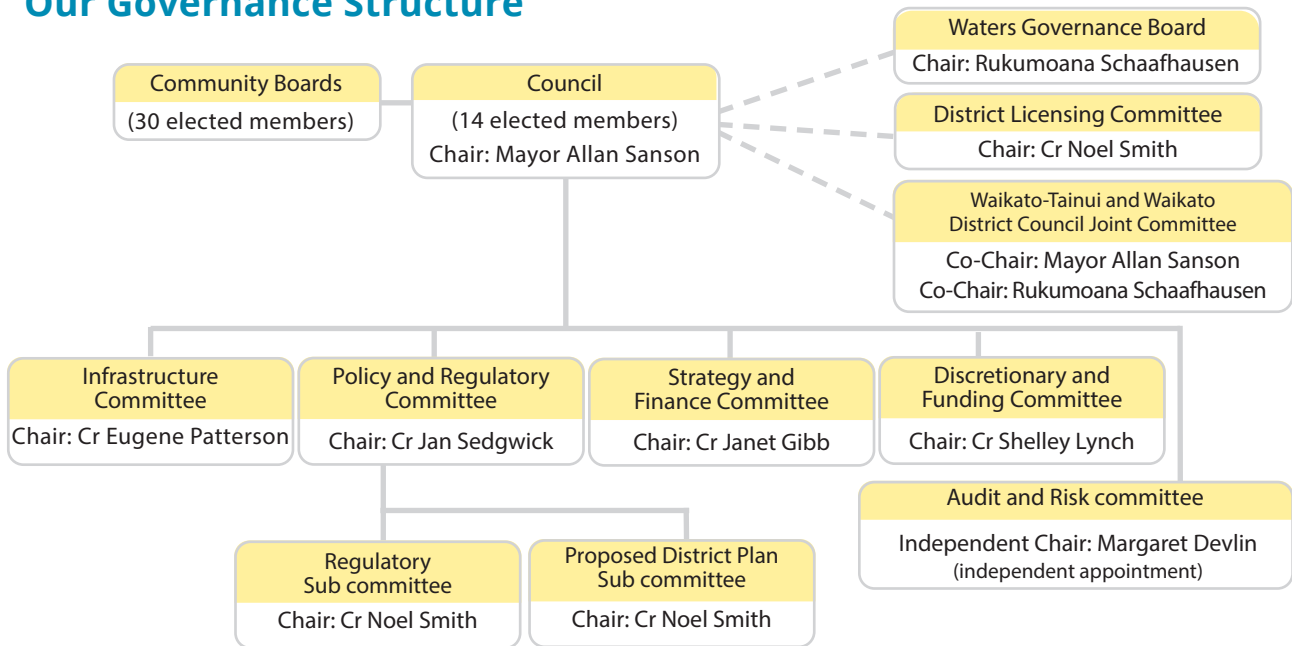 Our Governance Structure
Community Boards
(30 elected members)
Council
(14 elected members)
Chair: Mayor Allan Sanson
Waters Governance Board
Chair: Rukumoana Schaafhausen
District Licensing Committee
Chair: Cr Noel Smith
Waikato-Tainui and Waikato
District Council Joint Committee
Co-Chair: Mayor Allan Sanson
Co-Chair: Rukumoana Schaafhausen
Infrastructure
Committee
Chair: Cr Eugene Patterson
Policy and Regulatory
Committee
Chair: Cr Jan Sedgwick
Strategy and
Finance Committee
Chair: Cr Janet Gibb
Discretionary and
Funding Committee
Chair: Cr Shelley Lynch
Audit and Risk committee
Independent Chair: Margaret Devlin
(independent appointment)
Regulatory
Sub committee
Chair: Cr Noel Smith
Proposed District Plan
Sub committee
Chair: Cr Noel Smith